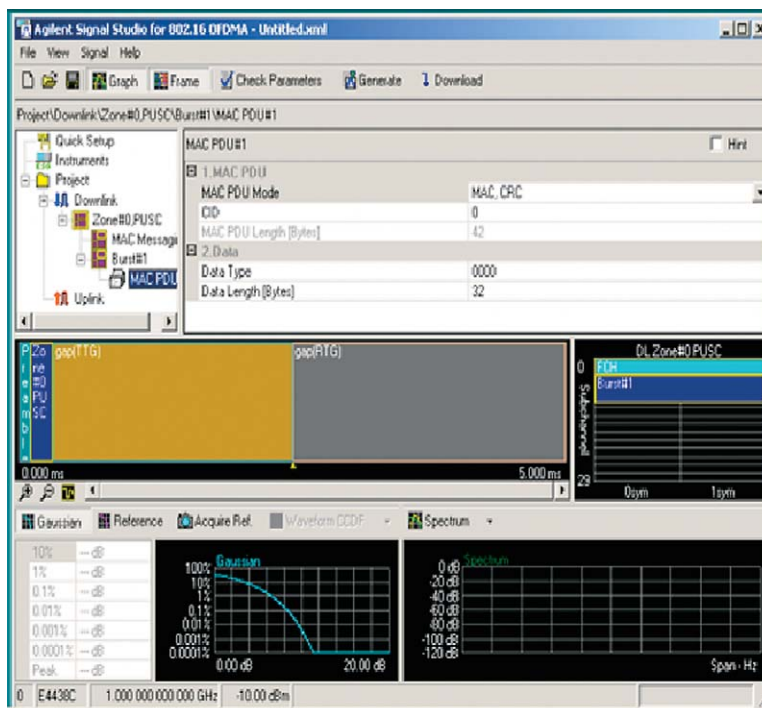 Agilent Signal Studio for 802.16 OFDMA - Untitled.xml
File View Signal Help
Graph Frame Check Parameters Generate Download
Project\Downlink\Zone#0,PUSC\Burst#1\MAC PDU#1
Quick Setup
Instruments
Project
Downlink
Zone#0,PUSC
MAC Messagi
Burst#1
MAC PDU
Uplink
MAC PDU#1 Hint
1.MAC PDU
MAC PDU Mode MAC, CRC
CID 0
MAC PDU Length [Bytes] 42
2.Data
Data Type 0000
Data Length [Bytes] 32
Preamble
Zone #0 PUSC
gap(TTG) gap(RTG)
0.000 ms 5.000 ms
DL Zone#0,PUSC
0 FCH
Burst#1
Subchannel
29
0sym 1sym
Gaussian Reference Acquire Ref. Waveform CCDF Spectrum
10% --- dB
1% --- dB
0.1% --- dB
0.01% --- dB
0.001% --- dB
0.0001% --- dB
Peak --- dB
Gaussian
100%
10%
1%
0.1%
0.01%
0.001%
0.0001%
0.00 dB 20.00 dB
Spectrum
0 dB
-20 dB
-40 dB
-60 dB
-80 dB
-100 dB
-120 dB
Span - Hz
0 E4438C 1.000 000 000 000 GHz -10.00 dBm